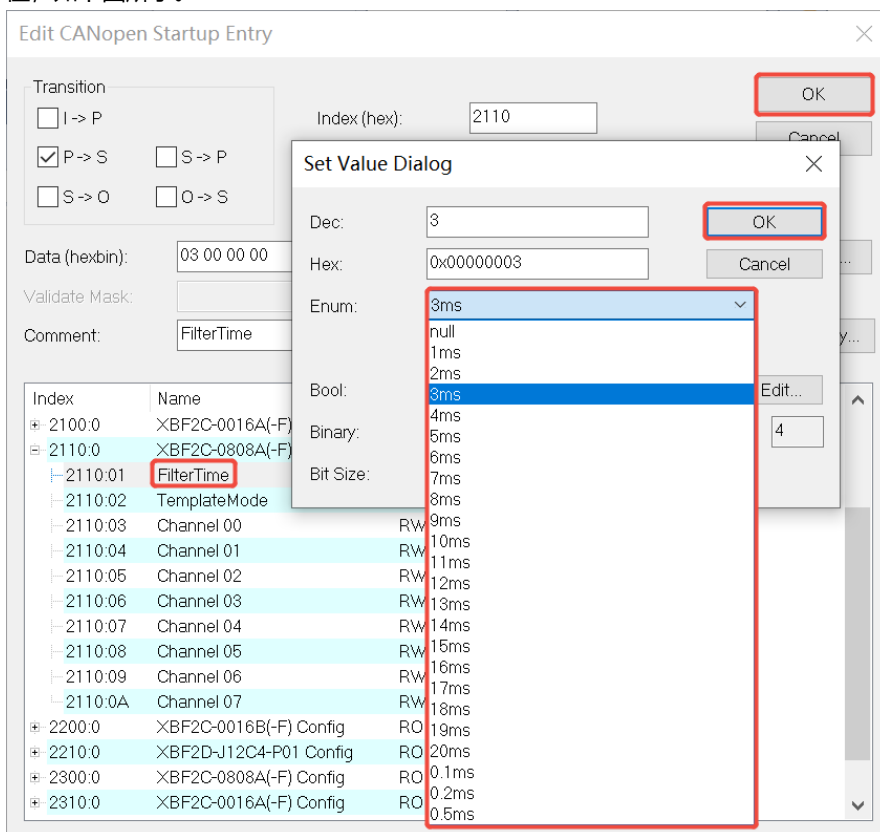 Edit CANopen Startup Entry
Transition
I -> P
P -> S
S -> P
S -> O
O -> S
Index (hex):
2110
OK
Cancel
Data (hexbin):
03 00 00 00
...
Validate Mask:
Comment:
FilterTime
y...
Set Value Dialog
Dec:
3
OK
Hex:
0x00000003
Cancel
Enum:
3ms
null
1ms
2ms
3ms
4ms
5ms
6ms
7ms
8ms
9ms
10ms
11ms
12ms
13ms
14ms
15ms
16ms
17ms
18ms
19ms
20ms
0.1ms
0.2ms
0.5ms
Bool:
Edit...
Binary:
4
Bit Size:
Index Name
2100:0 XBF2C-0016A(-F)
2110:0 XBF2C-0808A(-F)
2110:01 FilterTime
2110:02 TemplateMode
2110:03 Channel 00 RW
2110:04 Channel 01 RW
2110:05 Channel 02 RW
2110:06 Channel 03 RW
2110:07 Channel 04 RW
2110:08 Channel 05 RW
2110:09 Channel 06 RW
2110:0A Channel 07 RW
2200:0 XBF2C-0016B(-F) Config RO
2210:0 XBF2D-J12C4-P01 Config RO
2300:0 XBF2C-0808A(-F) Config RO
2310:0 XBF2C-0016A(-F) Config RO